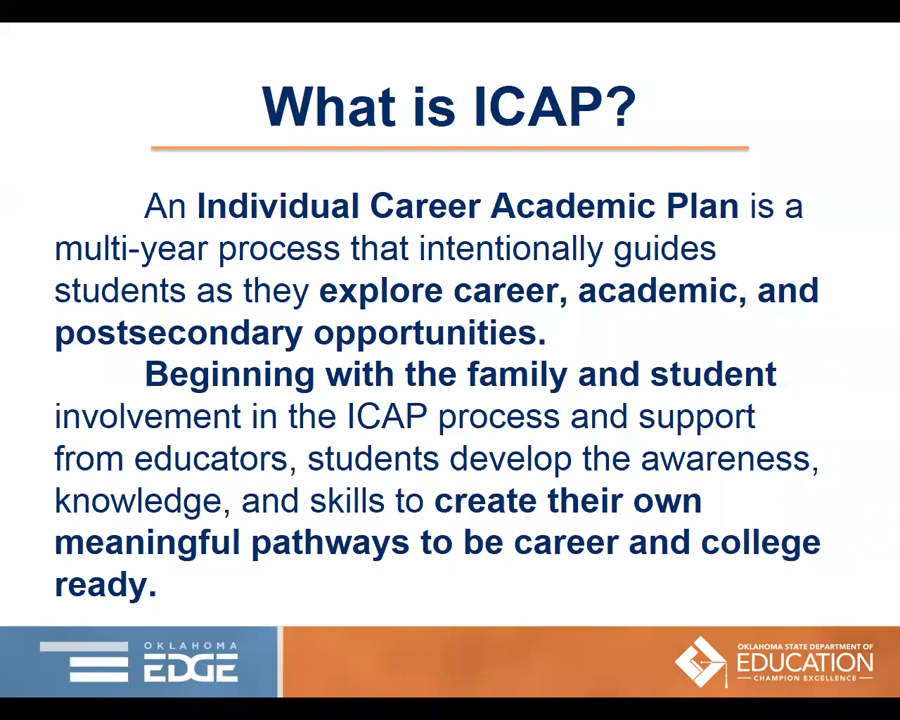 What is ICAP?
An Individual Career Academic Plan is a
multi-year process that intentionally guides
students as they explore career, academic, and
postsecondary opportunities.
Beginning with the family and student
involvement in the ICAP process and support
from educators, students develop the awareness,
knowledge, and skills to create their own
meaningful pathways to be career and college
ready.
OKLAHOMA
EDGE
OKLAHOMA STATE DEPARTMENT OF
EDUCATION
CHAMPION EXCELLENCE